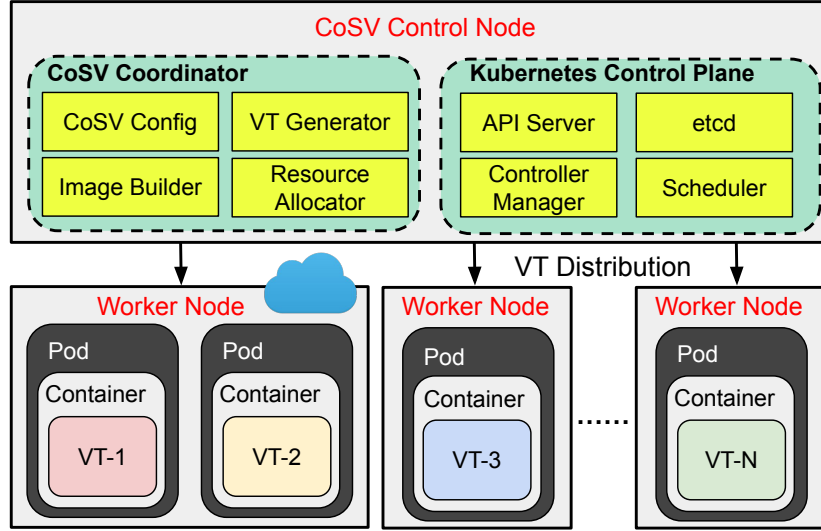 CoSV Control Node
CoSV Coordinator
CoSV Config
VT Generator
Image Builder
Resource
Allocator
Kubernetes Control Plane
API Server
etcd
Controller
Manager
Scheduler
VT Distribution
Worker Node
Pod
Container
VT-1
Pod
Container
VT-2
Worker Node
Pod
Container
VT-3
......
Worker Node
Pod
Container
VT-N